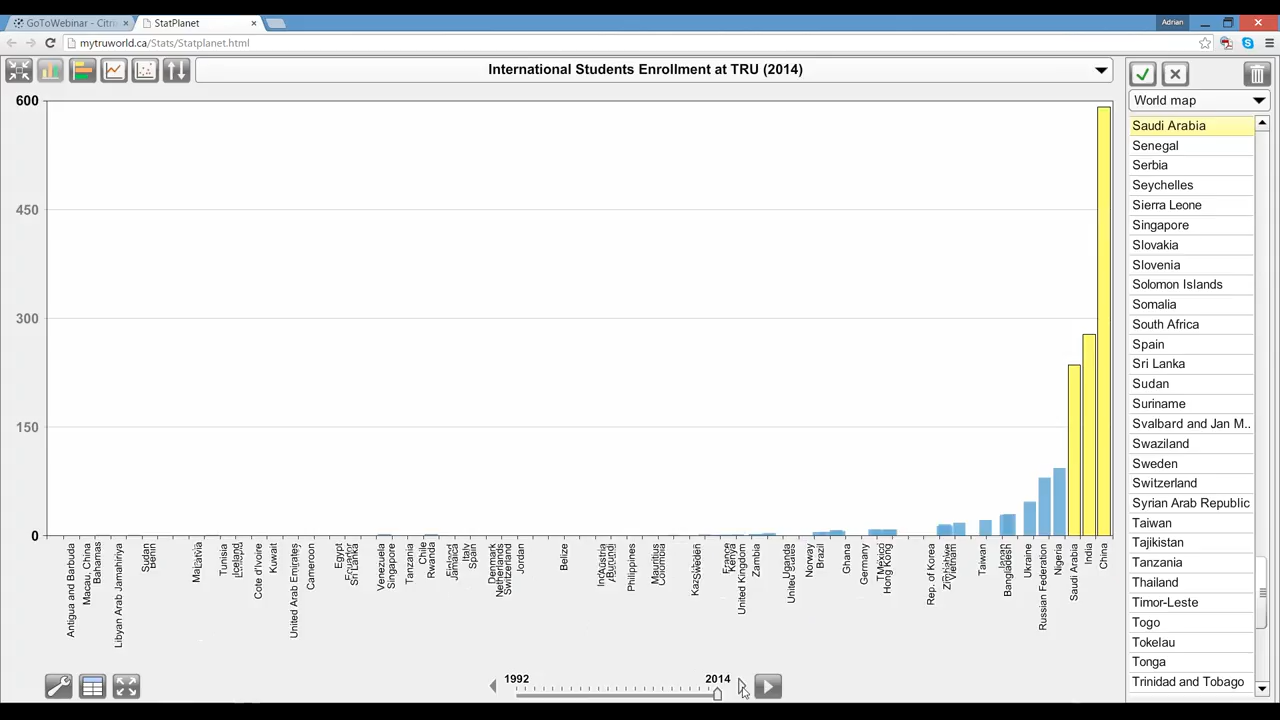 GoToWebinar - Citri
StatPlanet
Adrian
mytruworld.ca/Stats/Statplanet.html
International Students Enrollment at TRU (2014)
World map
600
450
300
150
0
Saudi Arabia
Senegal
Serbia
Seychelles
Sierra Leone
Singapore
Slovakia
Slovenia
Solomon Islands
Somalia
South Africa
Spain
Sri Lanka
Sudan
Suriname
Svalbard and Jan M..
Swaziland
Sweden
Switzerland
Syrian Arab Republic
Taiwan
Tajikistan
Tanzania
Thailand
Timor-Leste
Togo
Tokelau
Tonga
Trinidad and Tobago
Antigua and Barbuda
Macau, China
Bahamas
Libyan Arab Jamahiriya
Sudan
Benin
Latvia
Tunisia
Cote d'Ivoire
Kuwait
United Arab Emirates
Cameroon
Egypt
Sri Lanka
Venezuela
Singapore
Tanzania
Chile
Rwanda
Jamaica
Italy
Spain
Denmark
Netherlands
Switzerland
Jordan
Belize
Burundi
Philippines
Mauritius
Colombia
Sweden
France
Kenya
United Kingdom
Zambia
Uganda
United States
Norway
Brazil
Ghana
Germany
Mexico
Hong Kong
Rep. of Korea
Zimbabwe
Vietnam
Taiwan
Japan
Bangladesh
Ukraine
Russian Federation
Nigeria
Saudi Arabia
India
China
1992
2014